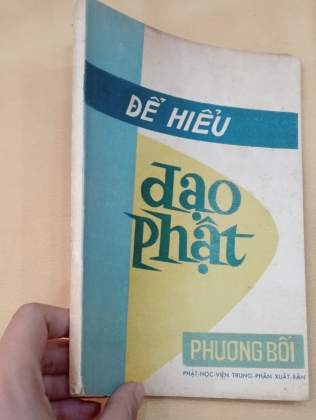 ĐỂ HIỂU
đạo
phật
PHƯƠNG BỐI
PHẬT-HỌC-VIỆN TRUNG-PHẦN XUẤT-BẢN